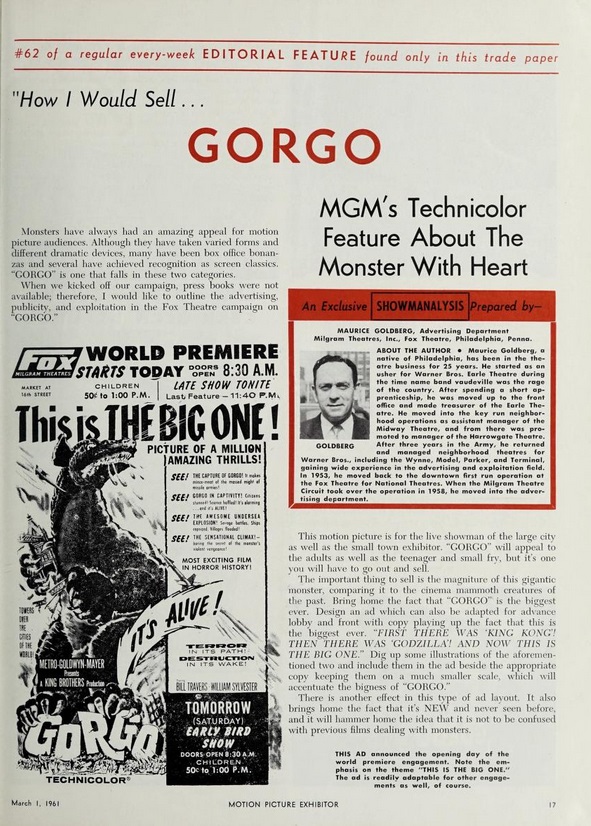 #62 of a regular every-week EDITORIAL FEATURE found only in this trade paper
"How I Would Sell...
GORGO
Monsters have always had an amazing appeal for motion
picture audiences. Although they have taken varied forms and
different dramatic devices, many have been box office bonan-
zas and several have achieved recognition as screen classics.
"GORGO" is one that falls in these two categories.
When we kicked off our campaign, press books were not
available; therefore, I would like to outline the advertising,
publicity, and exploitation in the Fox Theatre campaign on
"GORGO."
Fox
MILGRAM THEATRES
MARKET AT
16th STREET
WORLD PREMIERE
STARTS TODAY DOORS OPEN 8:30 A.M.
CHILDREN
50¢ to 1:00 P.M.
LATE SHOW TONITE
Last Feature - 11:40 P.M.
This is THE BIG ONE!
PICTURE OF A MILLION
AMAZING THRILLS!
SEE! THE CAPTURE OF GORGO!
SEE! GORGO IN CAPTIVITY!
SEE! THE AWESOME UNDERSEA
EXPLOSION!
SEE! THE SENSATIONAL CLIMAX!-
MOST EXCITING FILM
IN HORROR HISTORY!
IT'S ALIVE!
TOWERS
OVER
THE
CITIES
OF THE
WORLD!
TERROR
IN ITS PATH!
DESTRUCTION
IN ITS WAKE!
METRO-GOLDWYN-MAYER
Presents
A KING BROTHERS Production
BILL TRAVERS WILLIAM SYLVESTER
GORGO
TECHNICOLOR®
TOMORROW
(SATURDAY)
EARLY BIRD
SHOW
DOORS OPEN 8:30 A.M.
CHILDREN
50¢ to 1:00 P.M.
MGM's Technicolor
Feature About The
Monster With Heart
An Exclusive SHOWMANALYSIS Prepared by—
MAURICE GOLDBERG, Advertising Department
Milgram Theatres, Inc., Fox Theatre, Philadelphia, Penna.
GOLDBERG
ABOUT THE AUTHOR • Maurice Goldberg, a
native of Philadelphia, has been in the the-
atre business for 25 years. He started as an
usher for Warner Bros. Earle Theatre during
the time name band vaudeville was the rage
of the country. After spending a short ap-
prenticeship, he was moved up to the front
office and made treasurer of the Earle The-
atre. He moved into the key run neighbor-
hood operations as assistant manager of the
Midway Theatre, and from there was pro-
moted to manager of the Harrowgate Theatre.
After three years in the Army, he returned
and managed neighborhood theatres for
Warner Bros., including the Wynne, Model, Parker, and Terminal,
gaining wide experience in the advertising and exploitation field.
In 1953, he moved back to the downtown first run operation at
the Fox Theatre for National Theatres. When the Milgram Theatre
Circuit took over the operation in 1958, he moved into the adver-
tising department.
This motion picture is for the live showman of the large city
as well as the small town exhibitor. "GORGO" will appeal to
the adults as well as the teenager and small fry, but it's one
you will have to go out and sell.
The important thing to sell is the magnitude of this gigantic
monster, comparing it to the cinema mammoth creatures of
the past. Bring home the fact that "GORGO" is the biggest
ever. Design an ad which can also be adapted for advance
lobby and front with copy playing up the fact that this is
the biggest ever. "FIRST THERE WAS 'KING KONG'!
THEN THERE WAS 'GODZILLA'! AND NOW THIS IS
THE BIG ONE." Dig up some illustrations of the aforemen-
tioned two and include them in the ad beside the appropriate
copy keeping them on a much smaller scale, which will
accentuate the bigness of "GORGO."
There is another effect in this type of ad layout. It also
brings home the fact that it's NEW and never seen before,
and it will hammer home the idea that it is not to be confused
with previous films dealing with monsters.
THIS AD announced the opening day of the
world premiere engagement. Note the em-
phasis on the theme "THIS IS THE BIG ONE."
The ad is readily adaptable for other engage-
ments as well, of course.
March 1, 1961
MOTION PICTURE EXHIBITOR
17